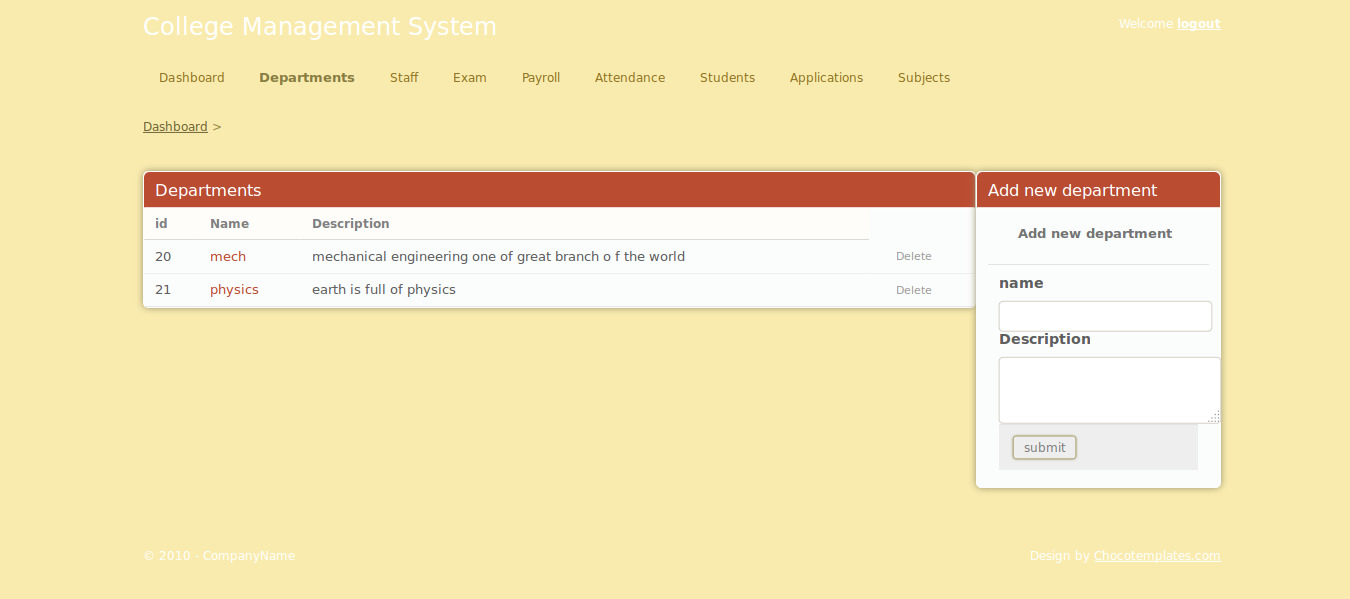 College Management System
Welcome logout
Dashboard Departments Staff Exam Payroll Attendance Students Applications Subjects
Dashboard >
Departments
id Name Description
20 mech mechanical engineering one of great branch o f the world Delete
21 physics earth is full of physics Delete
Add new department
Add new department
name
Description
submit
© 2010 - CompanyName
Design by Chocotemplates.com